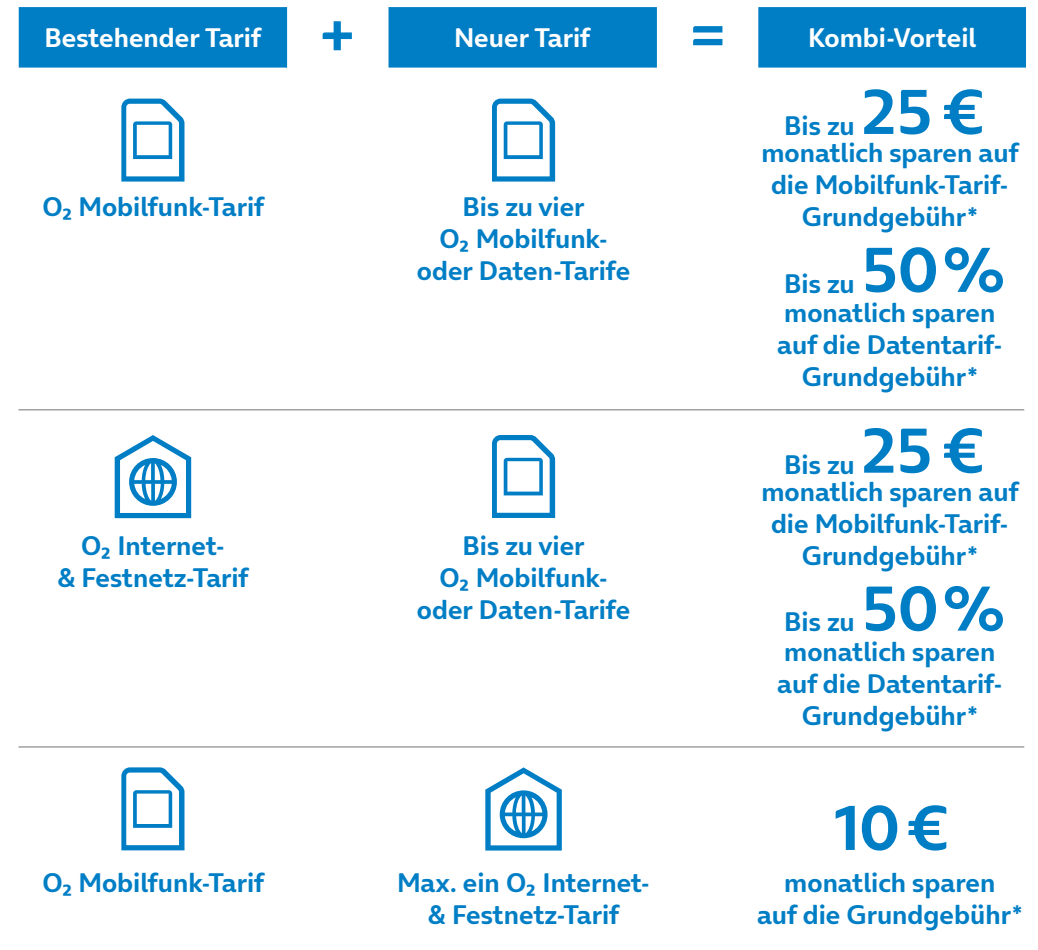 Bestehender Tarif + Neuer Tarif = Kombi-Vorteil
O₂ Mobilfunk-Tarif
Bis zu vier
O₂ Mobilfunk-
oder Daten-Tarife
Bis zu 25 €
monatlich sparen auf
die Mobilfunk-Tarif-
Grundgebühr*
Bis zu 50 %
monatlich sparen
auf die Datentarif-
Grundgebühr*
O₂ Internet-
& Festnetz-Tarif
Bis zu vier
O₂ Mobilfunk-
oder Daten-Tarife
Bis zu 25 €
monatlich sparen auf
die Mobilfunk-Tarif-
Grundgebühr*
Bis zu 50 %
monatlich sparen
auf die Datentarif-
Grundgebühr*
O₂ Mobilfunk-Tarif
Max. ein O₂ Internet-
& Festnetz-Tarif
10 €
monatlich sparen
auf die Grundgebühr*